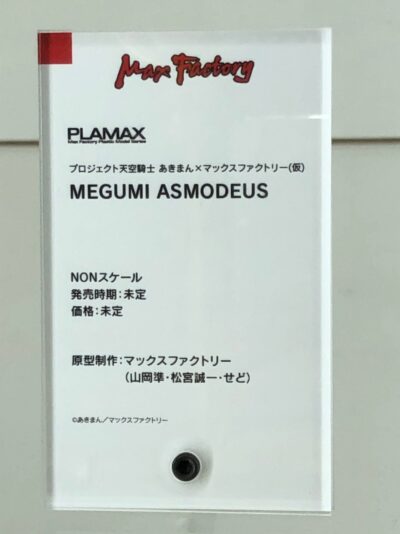 Max Factory
PLAMAX
Max Factory Plastic Model Series
プロジェクト天空騎士 あきまん×マックスファクトリー(仮)
MEGUMI ASMODEUS
NONスケール
発売時期：未定
価格：未定
原型制作：マックスファクトリー
（山岡準・松宮誠一・せど）
©あきまん／マックスファクトリー